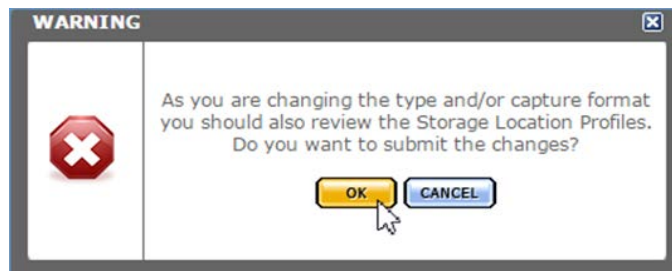 WARNING
As you are changing the type and/or capture format
you should also review the Storage Location Profiles.
Do you want to submit the changes?
OK CANCEL